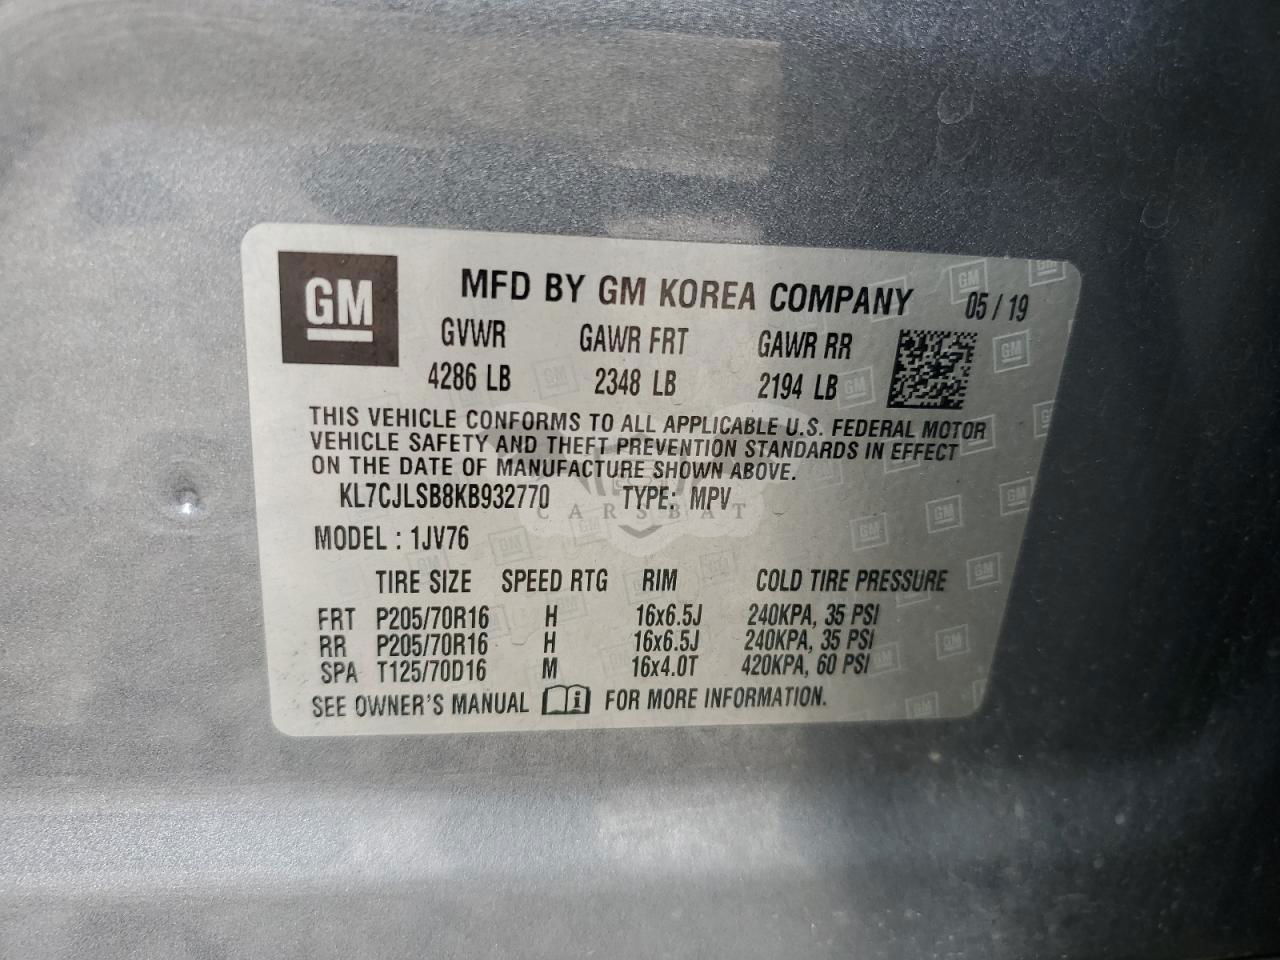 GM
MFD BY GM KOREA COMPANY 05 / 19
GVWR GAWR FRT GAWR RR
4286 LB 2348 LB 2194 LB
THIS VEHICLE CONFORMS TO ALL APPLICABLE U.S. FEDERAL MOTOR
VEHICLE SAFETY AND THEFT PREVENTION STANDARDS IN EFFECT
ON THE DATE OF MANUFACTURE SHOWN ABOVE.
KL7CJLSB8KB932770 TYPE: MPV
CARSBAT
MODEL : 1JV76
TIRE SIZE SPEED RTG RIM COLD TIRE PRESSURE
FRT P205/70R16 H 16x6.5J 240KPA, 35 PSI
RR P205/70R16 H 16x6.5J 240KPA, 35 PSI
SPA T125/70D16 M 16x4.0T 420KPA, 60 PSI
SEE OWNER'S MANUAL i FOR MORE INFORMATION.